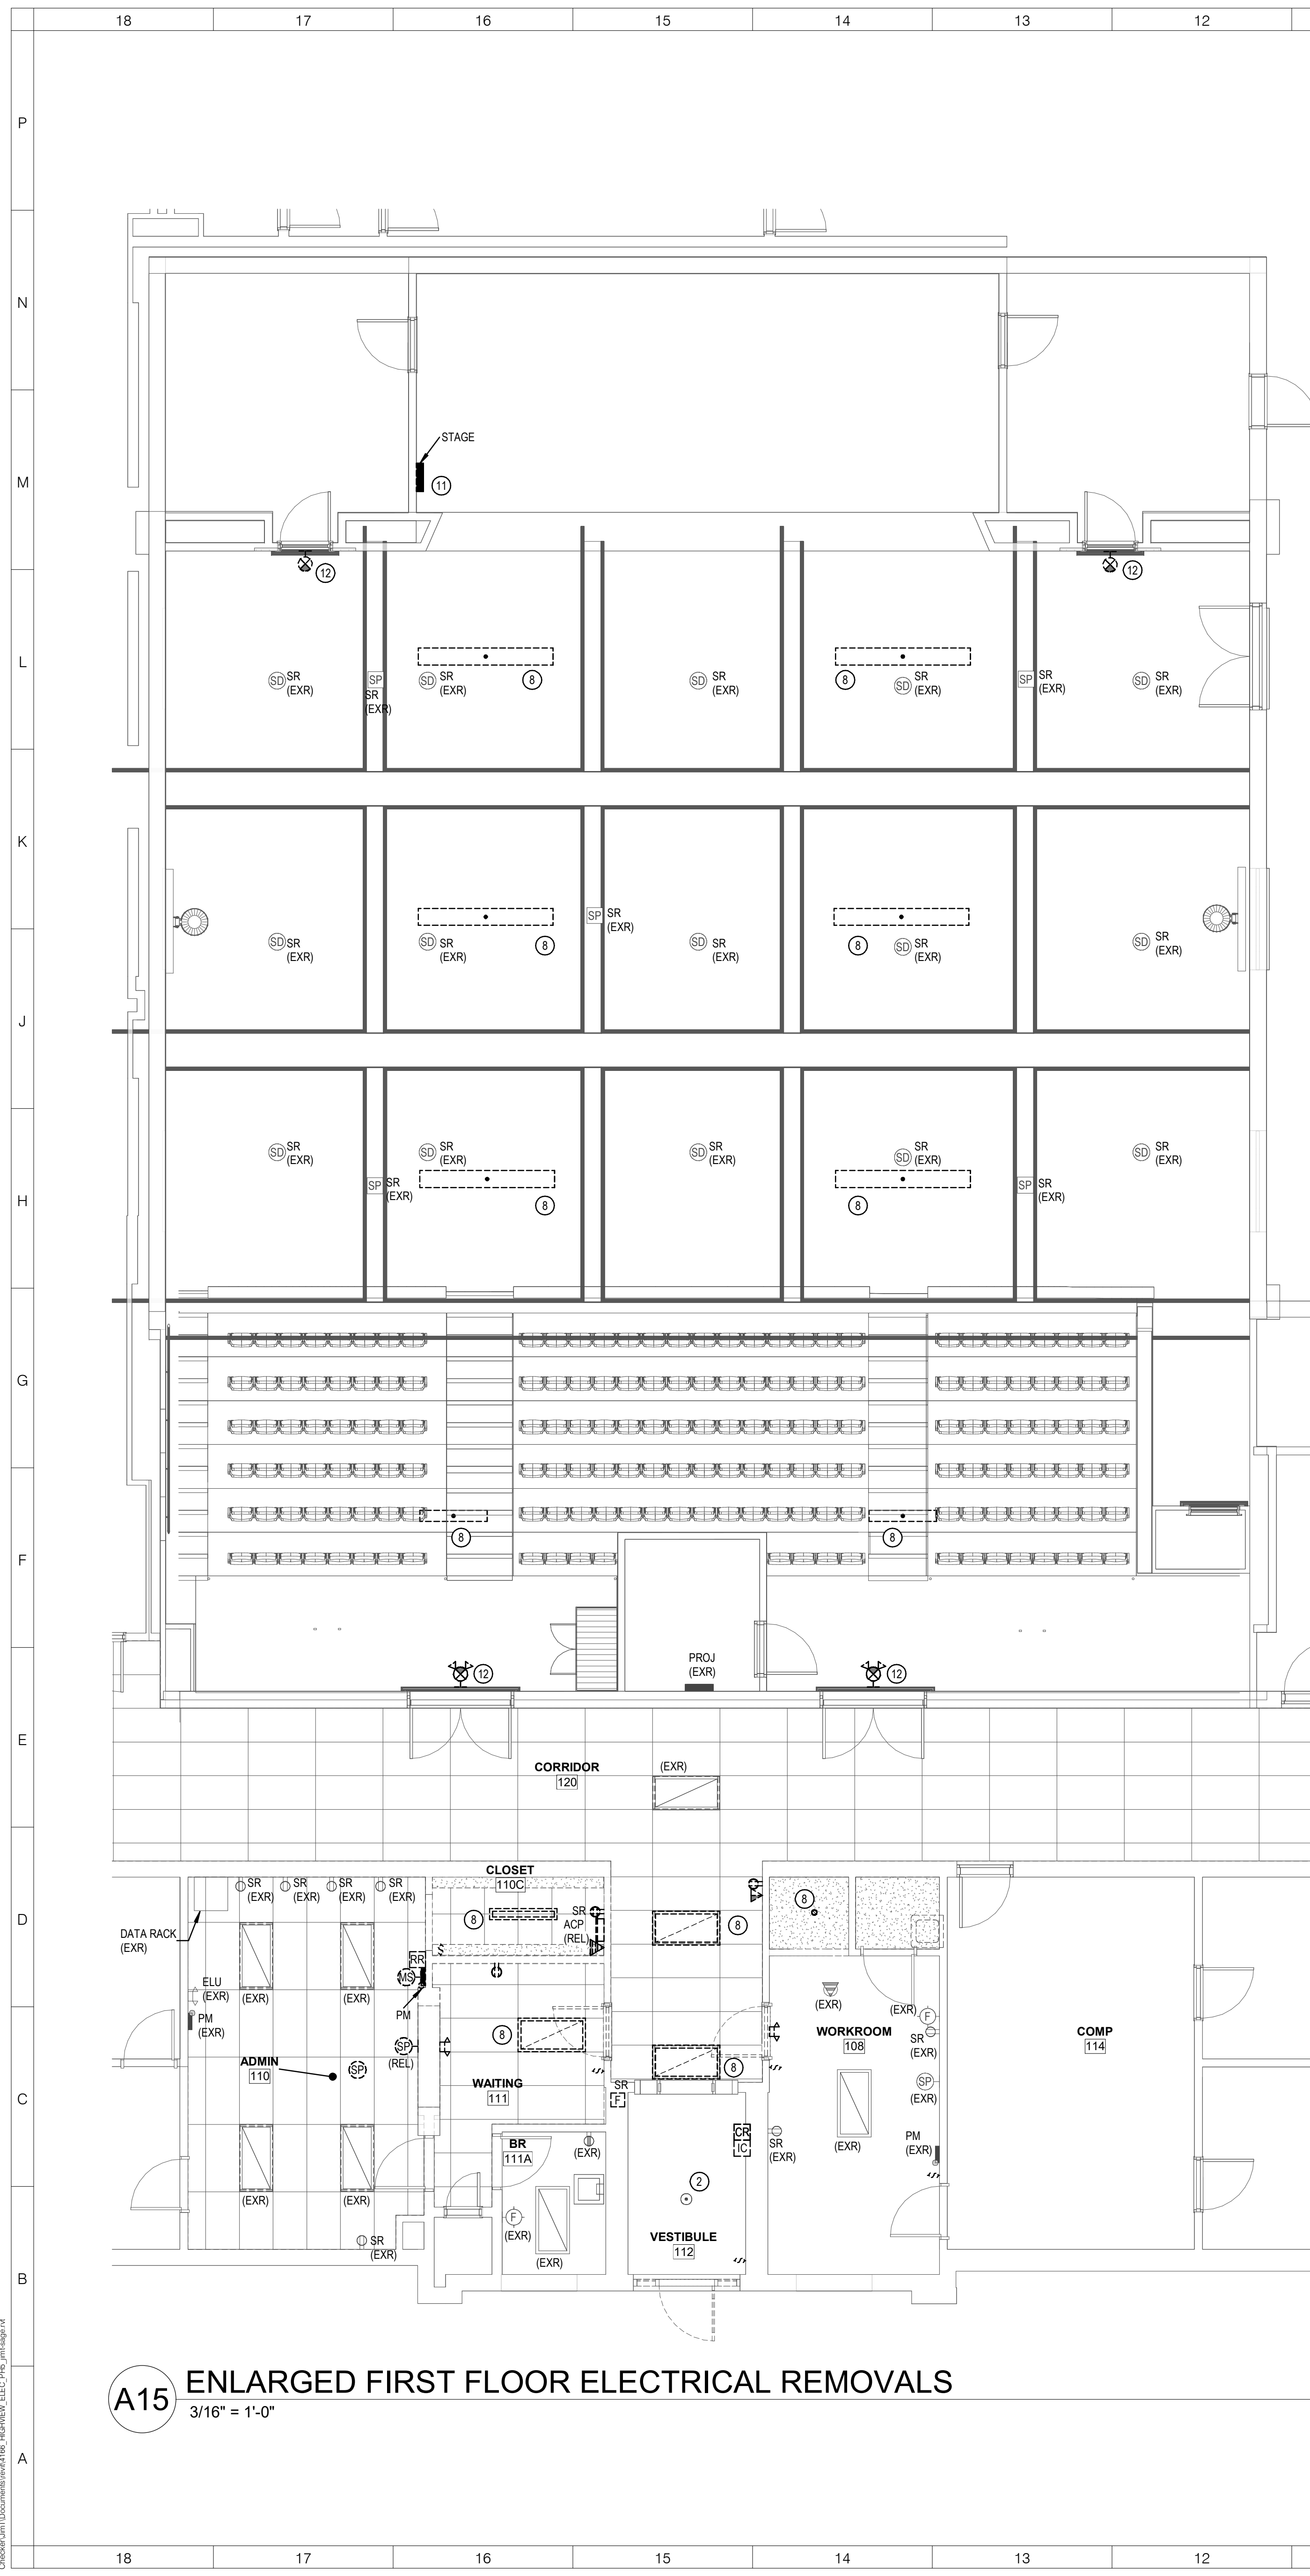 18 17 16 15 14 13 12
P
N
STAGE
M
11
12 12
L
SD SR
(EXR)
SP
SR
(EXR)
SD SR
(EXR)
8
SD SR
(EXR)
8
SD SR
(EXR)
SP SR
(EXR)
SD SR
(EXR)
K
SD SR
(EXR)
SD SR
(EXR)
8
SP SR
(EXR)
SD SR
(EXR)
8
SD SR
(EXR)
SD SR
(EXR)
J
SD SR
(EXR)
SP SR
(EXR)
SD SR
(EXR)
8
SD SR
(EXR)
8
SD SR
(EXR)
SP SR
(EXR)
SD SR
(EXR)
H
G
8 8
F
12
PROJ
(EXR)
12
E
CORRIDOR
120
(EXR)
CLOSET
110C
SR
(EXR)
SR
(EXR)
SR
(EXR)
SR
(EXR)
D
DATA RACK
(EXR)
8
SR
ACP
(REL)
8
8
RR
MS
PM
ELU
(EXR)
PM
(EXR)
(EXR)
(EXR)
SP
(REL)
SP
ADMIN
110
8
WAITING
111
8
SR
F
(EXR)
(EXR)
F
SR
(EXR)
WORKROOM
108
SP
(EXR)
COMP
114
C
BR
111A
(EXR)
CR
IC
SR
(EXR)
(EXR)
PM
(EXR)
2
(EXR)
(EXR)
SR
(EXR)
F
(EXR)
(EXR)
VESTIBULE
112
B
A15
ENLARGED FIRST FLOOR ELECTRICAL REMOVALS
3/16" = 1'-0"
A
18 17 16 15 14 13 12